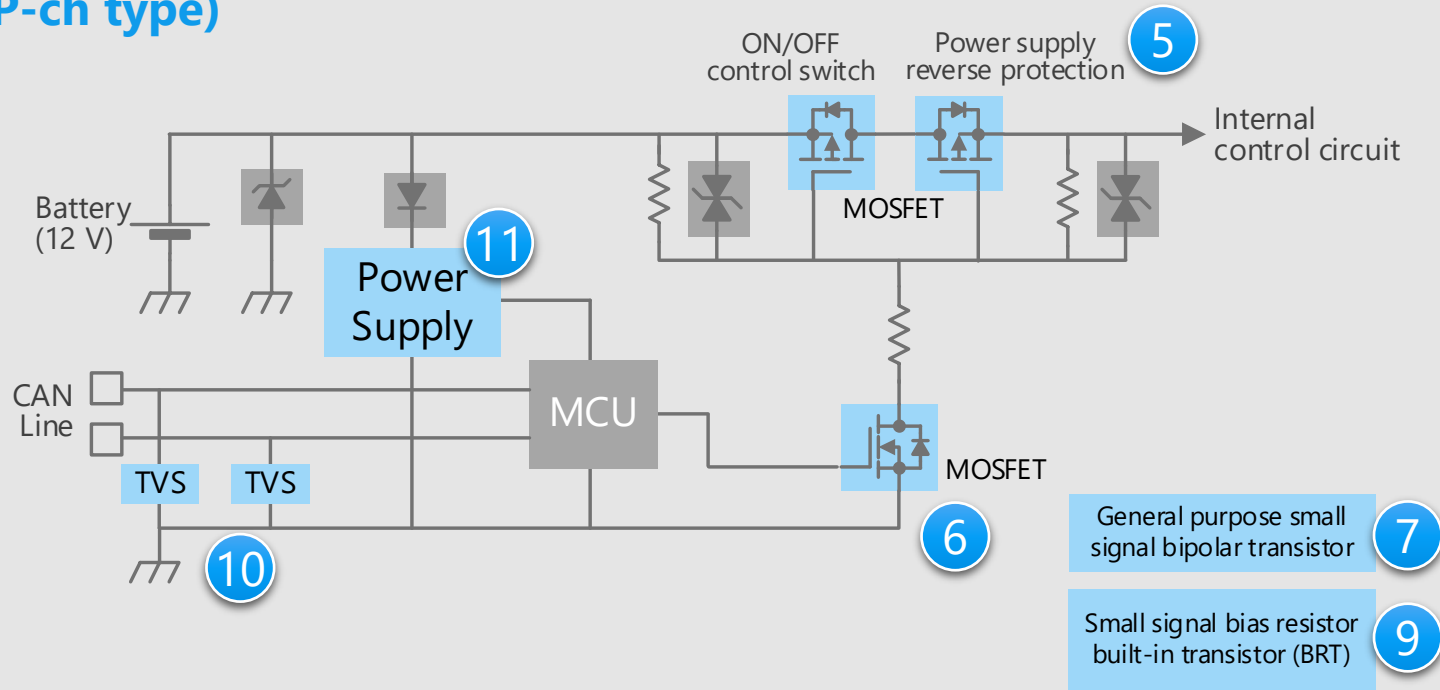 P-ch type)
ON/OFF
control switch
Power supply
reverse protection
5
Internal
control circuit
MOSFET
Battery
(12 V)
11
Power
Supply
CAN
Line
MCU
TVS
TVS
MOSFET
10
6
General purpose small
signal bipolar transistor
7
Small signal bias resistor
built-in transistor (BRT)
9